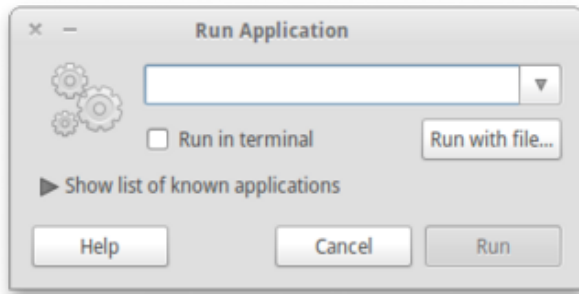 Run Application
Run in terminal
Run with file...
Show list of known applications
Help
Cancel
Run